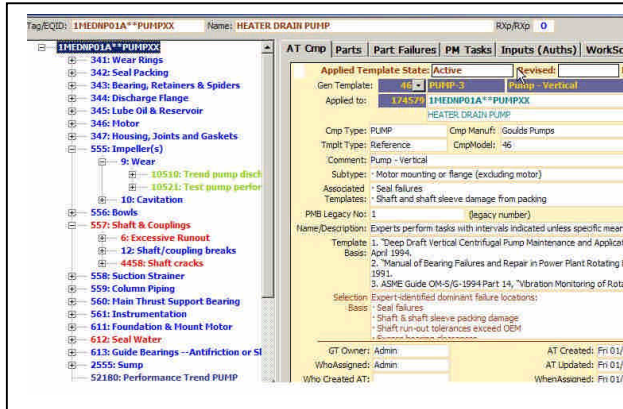 Tag/EQID: 1MEDNP01A**PUMPXX Name: HEATER DRAIN PUMP RXp/RXp 0
1MEDNP01A**PUMPXX
341: Wear Rings
342: Seal Packing
343: Bearing, Retainers & Spiders
344: Discharge Flange
345: Lube Oil & Reservoir
346: Motor
347: Housing, Joints and Gaskets
555: Impeller(s)
9: Wear
10510: Trend pump disch
10521: Test pump perfor
10: Cavitation
556: Bowls
557: Shaft & Couplings
6: Excessive Runout
12: Shaft/coupling breaks
4458: Shaft cracks
558: Suction Strainer
559: Column Piping
560: Main Thrust Support Bearing
561: Instrumentation
611: Foundation & Mount Motor
612: Seal Water
613: Guide Bearings --Antifriction or Sl
2555: Sump
52180: Performance Trend PUMP
AT Cmp Parts Part Failures PM Tasks Inputs (Auths) WorkSc
Applied Template State: Active Revised:
Gen Template: 46 PUMP-3 Pump - Vertical
Applied to: 174579 1MEDNP01A**PUMPXX
HEATER DRAIN PUMP
Cmp Type: PUMP Cmp Manuf: Goulds Pumps
Tmplt Type: Reference CmpModel: 46
Comment: Pump - Vertical
Subtype: · Motor mounting or flange (excluding motor)
Associated Templates: · Seal failures
· Shaft and shaft sleeve damage from packing
PMB Legacy No: 1 (legacy number)
Name/Description: Experts perform tasks with intervals indicated unless specific mear
Template Basis: 1. "Deep Draft Vertical Centrifugal Pump Maintenance and Applicat
April 1994.
2. "Manual of Bearing Failures and Repair in Power Plant Rotating
1991.
3. ASME Guide OM-S/G-1994 Part 14, "Vibration Monitoring of Rota
Selection Basis Expert-identified dominant failure locations:
· Seal failures
· Shaft & shaft sleeve packing damage
· Shaft run-out tolerances exceed OEM
GT Owner: Admin AT Created: Fri 01/
WhoAssigned: Admin AT Updated: Fri 01/
Who Created AT: Admin WhenAssigned: Fri 01/